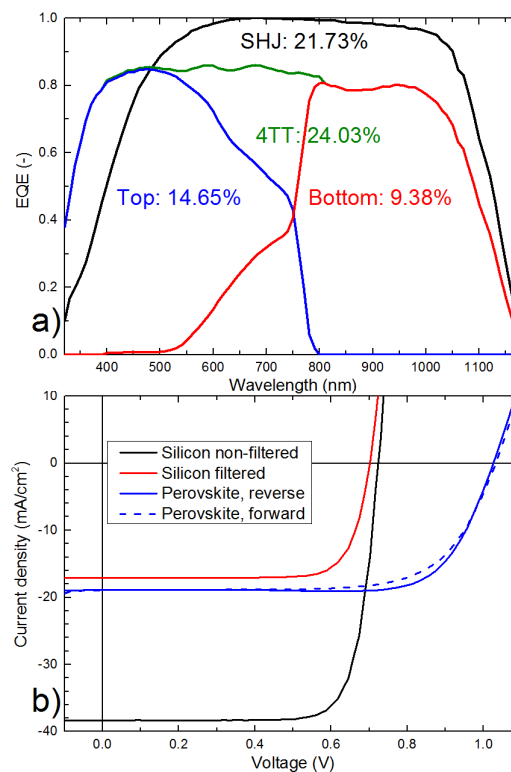 1.0
SHJ: 21.73%
0.8
EQE (-)
0.6
4TT: 24.03%
Top: 14.65%
Bottom: 9.38%
0.4
0.2
a)
0.0
400 500 600 700 800 900 1000 1100
Wavelength (nm)
10
Silicon non-filtered
Silicon filtered
Perovskite, reverse
Perovskite, forward
0
-10
Current density (mA/cm²)
-20
-30
b)
-40
0.0 0.2 0.4 0.6 0.8 1.0
Voltage (V)